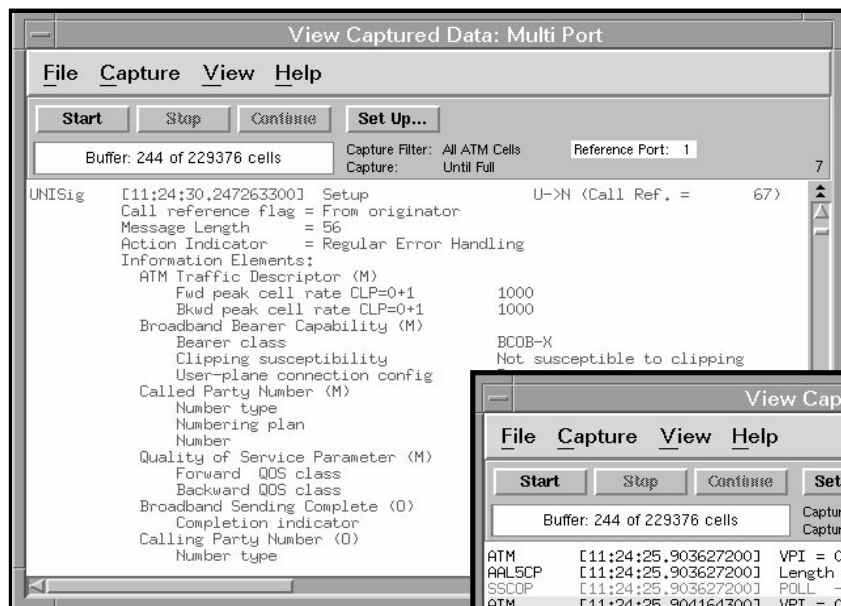 View Captured Data: Multi Port
File Capture View Help
Start Stop Continue Set Up...
Buffer: 244 of 229376 cells
Capture Filter: All ATM Cells
Capture: Until Full
Reference Port: 1
7
UNISig [11:24:30.247263300] Setup U->N (Call Ref. = 67)
Call reference flag = From originator
Message Length = 56
Action Indicator = Regular Error Handling
Information Elements:
ATM Traffic Descriptor (M)
Fwd peak cell rate CLP=0+1 1000
Bkwd peak cell rate CLP=0+1 1000
Broadband Bearer Capability (M)
Bearer class BCOB-X
Clipping susceptibility Not susceptible to clipping
User-plane connection config
Called Party Number (M)
Number type
Numbering plan
Number
Quality of Service Parameter (M)
Forward QOS class
Backward QOS class
Broadband Sending Complete (O)
Completion indicator
Calling Party Number (O)
Number type
View Cap
File Capture View Help
Start Stop Continue Set
Buffer: 244 of 229376 cells
Captur
Captur
ATM [11:24:25.903627200] VPI = 0
AAL5CP [11:24:25.903627200] Length
SSCOP [11:24:25.903627200] POLL -
ATM [11:24:25.904164300] VPI = 0